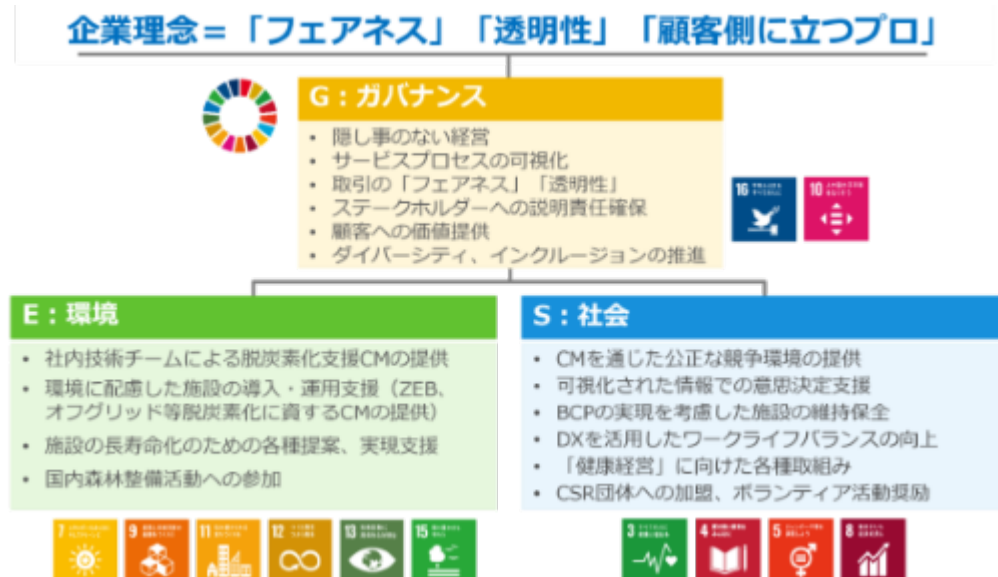 企業理念＝「フェアネス」「透明性」「顧客側に立つプロ」
G：ガバナンス
• 隠し事のない経営
• サービスプロセスの可視化
• 取引の「フェアネス」「透明性」
• ステークホルダーへの説明責任確保
• 顧客への価値提供
• ダイバーシティ、インクルージョンの推進
16
10
E：環境
• 社内技術チームによる脱炭素化支援CMの提供
• 環境に配慮した施設の導入・運用支援（ZEB、
オフグリッド等脱炭素化に資するCMの提供）
• 施設の長寿命化のための各種提案、実現支援
• 国内森林整備活動への参加
S：社会
• CMを通じた公正な競争環境の提供
• 可視化された情報での意思決定支援
• BCPの実現を考慮した施設の維持保全
• DXを活用したワークライフバランスの向上
• 「健康経営」に向けた各種取組み
• CSR団体への加盟、ボランティア活動奨励
7
9
11
12
13
15
3
4
5
8